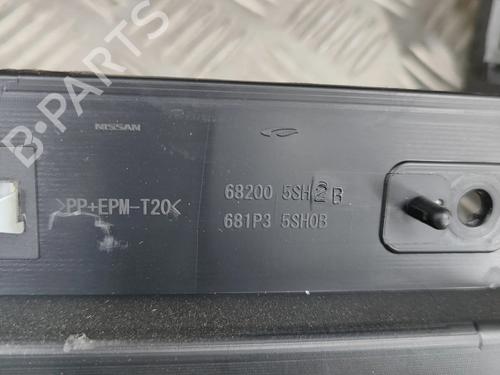 B-PARTS
NISSAN
>PP+EPM-T20<
68200 5SH2B
681P3 5SH0B